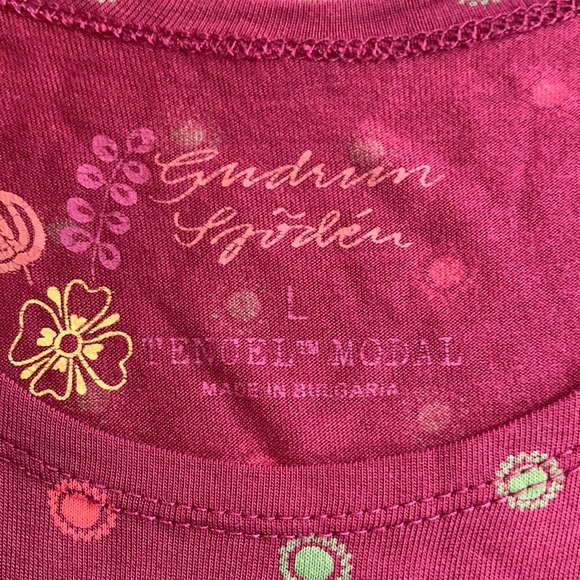 Gudrun
Sjödén
L
TENCEL™ MODAL
MADE IN BULGARIA